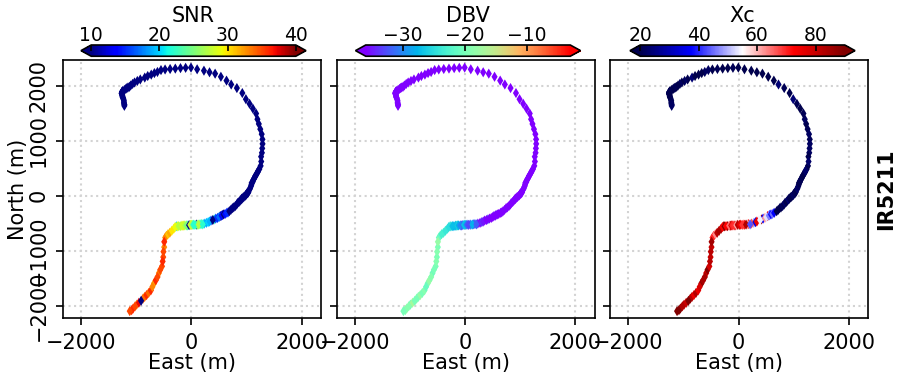 SNR DBV Xc
10 20 30 40 −30 −20 −10 20 40 60 80
North (m)
2000
1000
0
−1000
−2000
−2000 0 2000 −2000 0 2000 −2000 0 2000
East (m) East (m) East (m)
IR5211